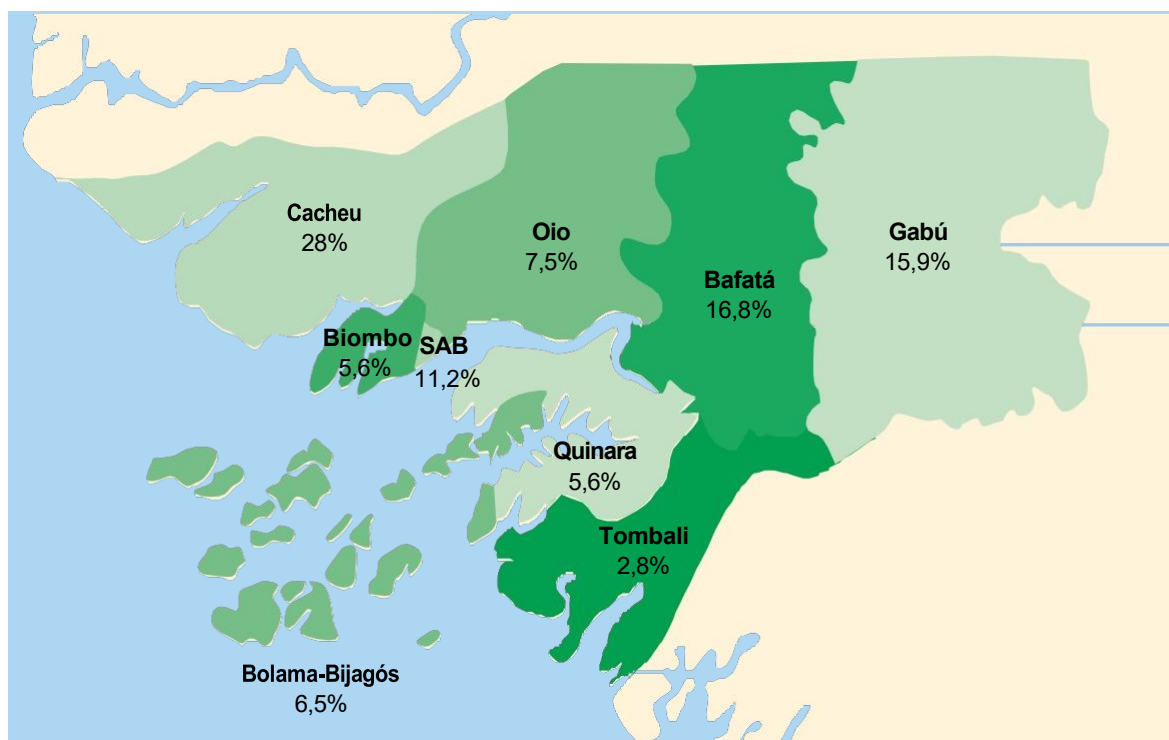 Cacheu
28%
Oio
7,5%
Gabú
15,9%
Bafatá
16,8%
Biombo
5,6%
SAB
11,2%
Quinara
5,6%
Tombali
2,8%
Bolama-Bijagós
6,5%